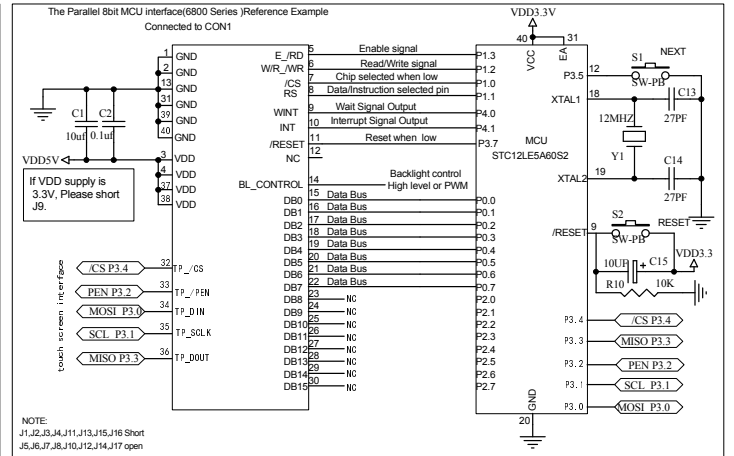 The Parallel 8bit MCU interface(6800 Series )Reference Example
Connected to CON1
VDD3.3V
1 GND
2 GND
13 GND
31 GND
39 GND
40 GND
C1
10uf
C2
0.1uf
VDD5V
3 VDD
4 VDD
37 VDD
38 VDD
If VDD supply is
3.3V, Please short
J9.
E_/RD 5 Enable signal P1.3
W/R_/WR 6 Read/Write signal P1.2
/CS 7 Chip selected when low P1.0
RS 8 Data/Instruction selected pin P1.1
WINT 9 Wait Signal Output P4.0
INT 10 Interrupt Signal Output P4.1
/RESET 11 Reset when low P3.7
NC 12
BL_CONTROL 14 Backlight control
High level or PWM
DB0 15 Data Bus P0.0
DB1 16 Data Bus P0.1
DB2 17 Data Bus P0.2
DB3 18 Data Bus P0.3
DB4 19 Data Bus P0.4
DB5 20 Data Bus P0.5
DB6 21 Data Bus P0.6
DB7 22 Data Bus P0.7
DB8 23 NC P2.0
DB9 24 NC P2.1
DB10 25 NC P2.2
DB11 26 NC P2.3
DB12 27 NC P2.4
DB13 28 NC P2.5
DB14 29 NC P2.6
DB15 30 NC P2.7
touch screen interface
/CS P3.4 32 TP_/CS
PEN P3.2 33 TP_/PEN
MOSI P3.0 34 TP_DIN
SCL P3.1 35 TP_SCLK
MISO P3.3 36 TP_DOUT
40 VCC
31 EA
MCU
STC12LE5A60S2
P3.5 12
S1 NEXT
SW-PB
XTAL1 18
C13
27PF
12MHZ
Y1
XTAL2 19
C14
27PF
/RESET 9
S2 RESET
SW-PB
VDD3.3
10UF + C15
R10 10K
P3.4 /CS P3.4
P3.3 MISO P3.3
P3.2 PEN P3.2
P3.1 SCL P3.1
P3.0 MOSI P3.0
20 GND
NOTE:
J1,J2,J3,J4,J11,J13,J15,J16 Short
J5,J6,J7,J8,J10,J12,J14,J17 open